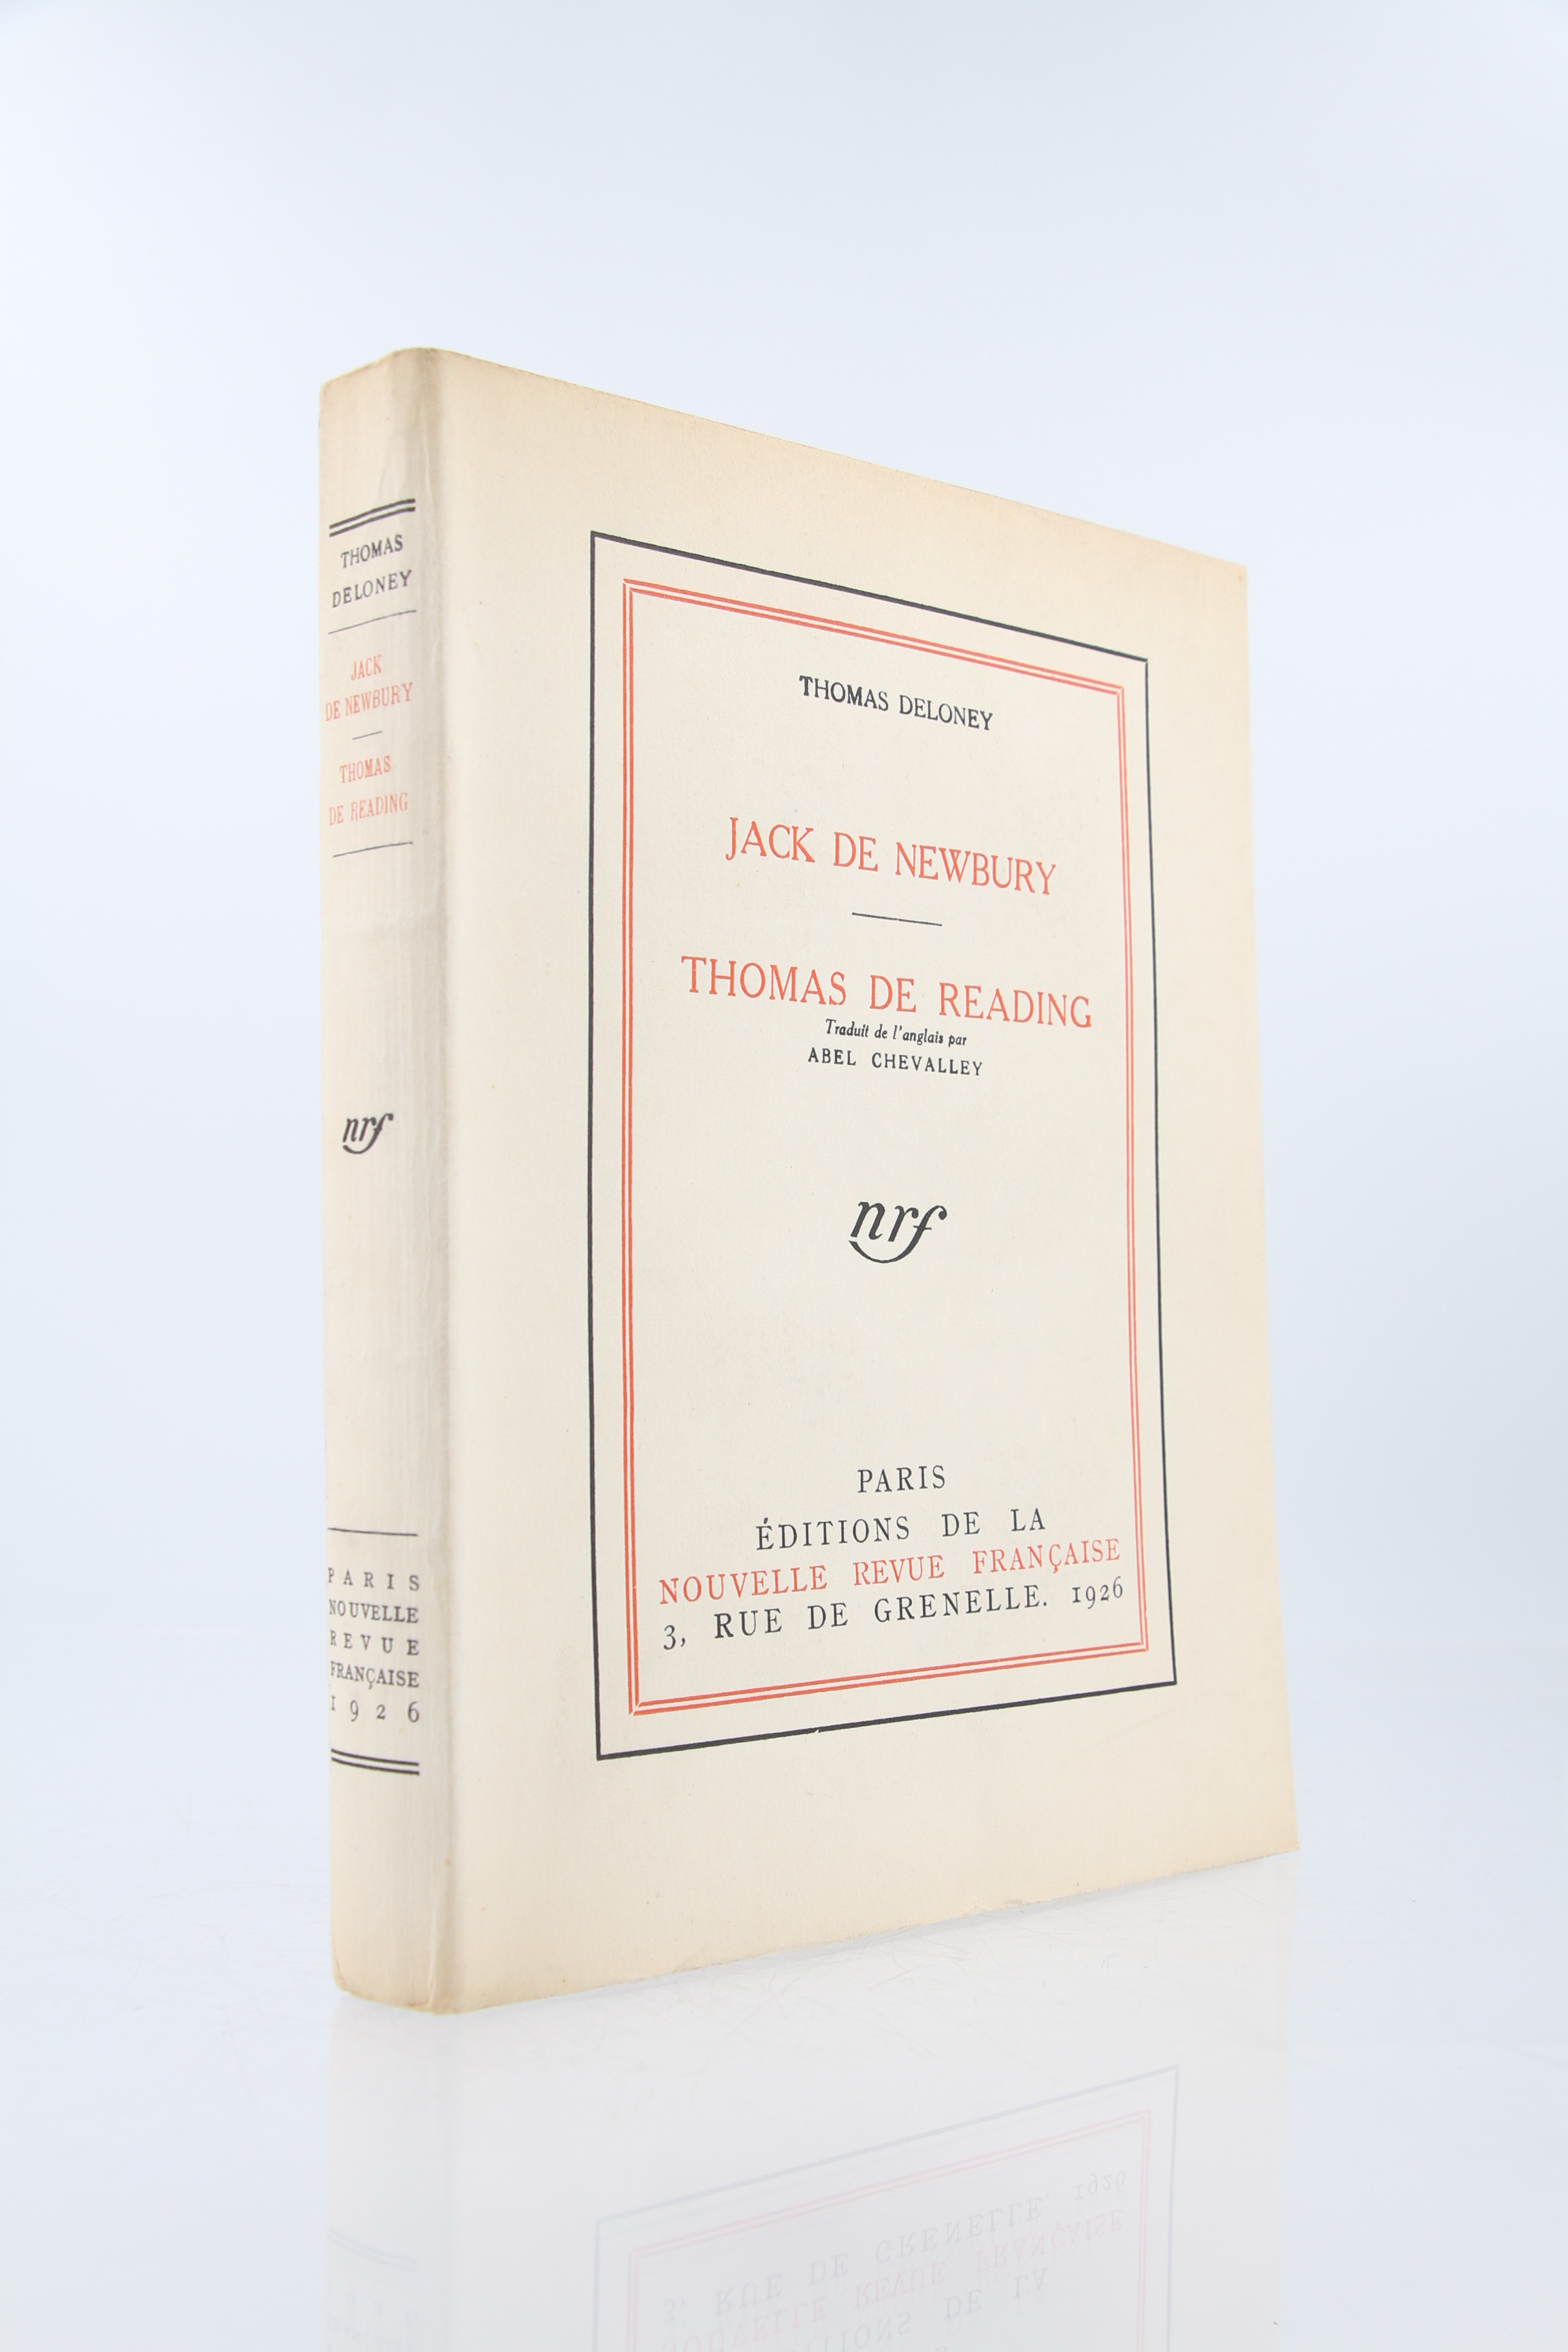 THOMAS
DELONEY
JACK
DE NEWBURY
THOMAS
DE READING
nrf
PARIS
NOUVELLE
REVUE
FRANÇAISE
1926
THOMAS DELONEY
JACK DE NEWBURY
THOMAS DE READING
Traduit de l'anglais par
ABEL CHEVALLEY
nrf
PARIS
ÉDITIONS DE LA
NOUVELLE REVUE FRANÇAISE
3, RUE DE GRENELLE. 1926